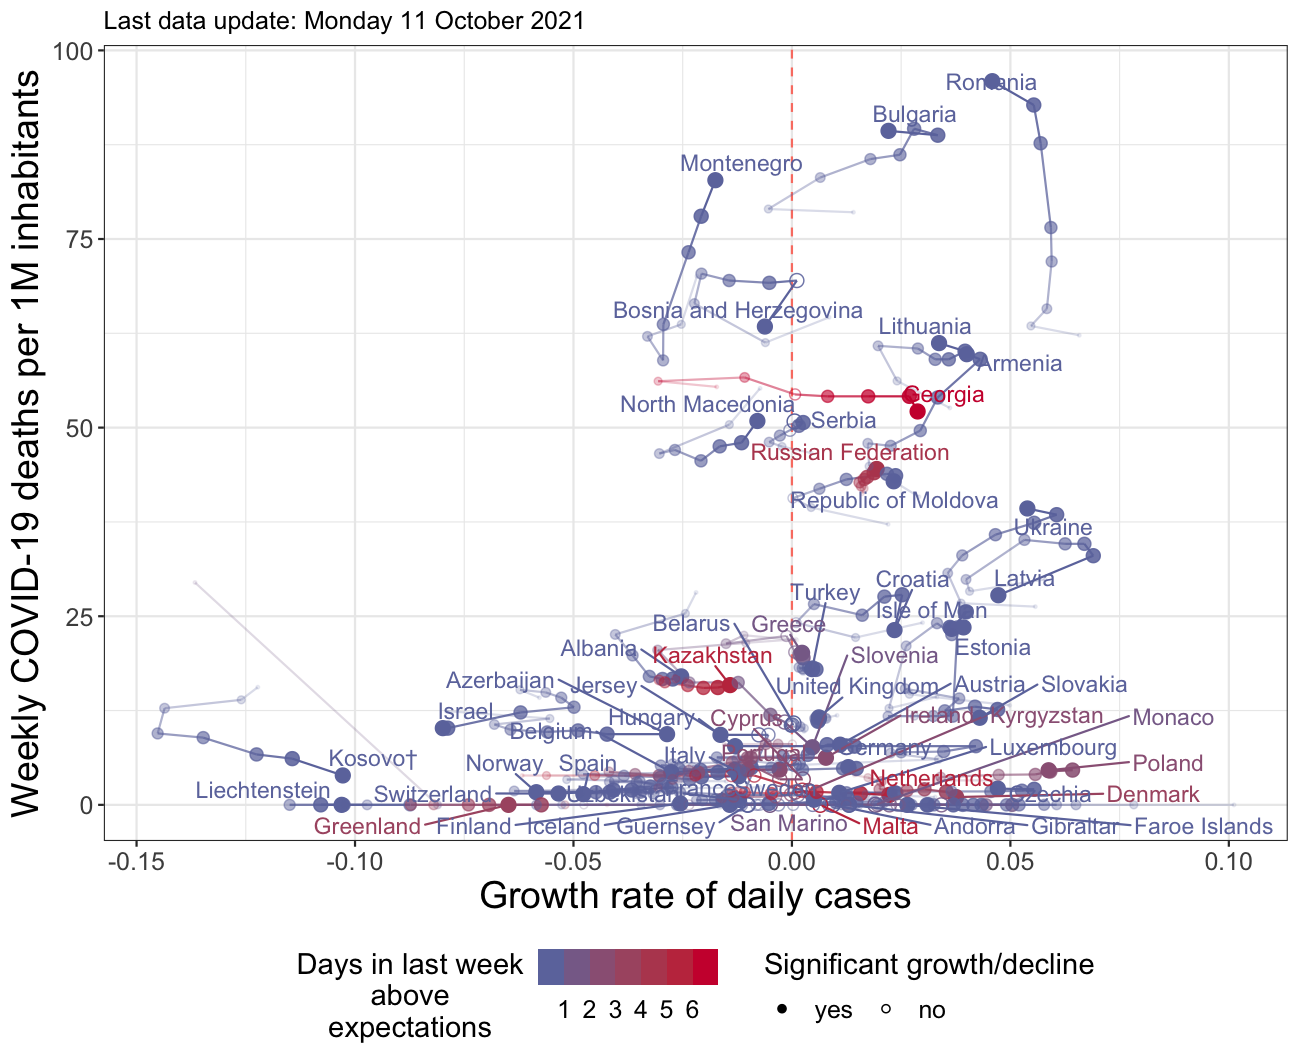 Last data update: Monday 11 October 2021
Weekly COVID-19 deaths per 1M inhabitants
100
75
50
25
0
Romania
Bulgaria
Montenegro
Bosnia and Herzegovina
Lithuania
Armenia
Georgia
North Macedonia
Serbia
Russian Federation
Republic of Moldova
Ukraine
Latvia
Croatia
Turkey
Isle of Man
Belarus
Greece
Estonia
Albania
Kazakhstan
Slovenia
Azerbaijan
Jersey
United Kingdom
Austria
Slovakia
Israel
Hungary
Cyprus
Ireland
Kyrgyzstan
Monaco
Belgium
Germany
Luxembourg
Kosovo†
Norway
Spain
Italy
Portugal
Poland
Netherlands
Liechtenstein
Switzerland
Uzbekistan
France
Sweden
Czechia
Denmark
Greenland
Finland
Iceland
Guernsey
San Marino
Malta
Andorra
Gibraltar
Faroe Islands
-0.15
-0.10
-0.05
0.00
0.05
0.10
Growth rate of daily cases
Days in last week
above
expectations
1 2 3 4 5 6
Significant growth/decline
yes
no